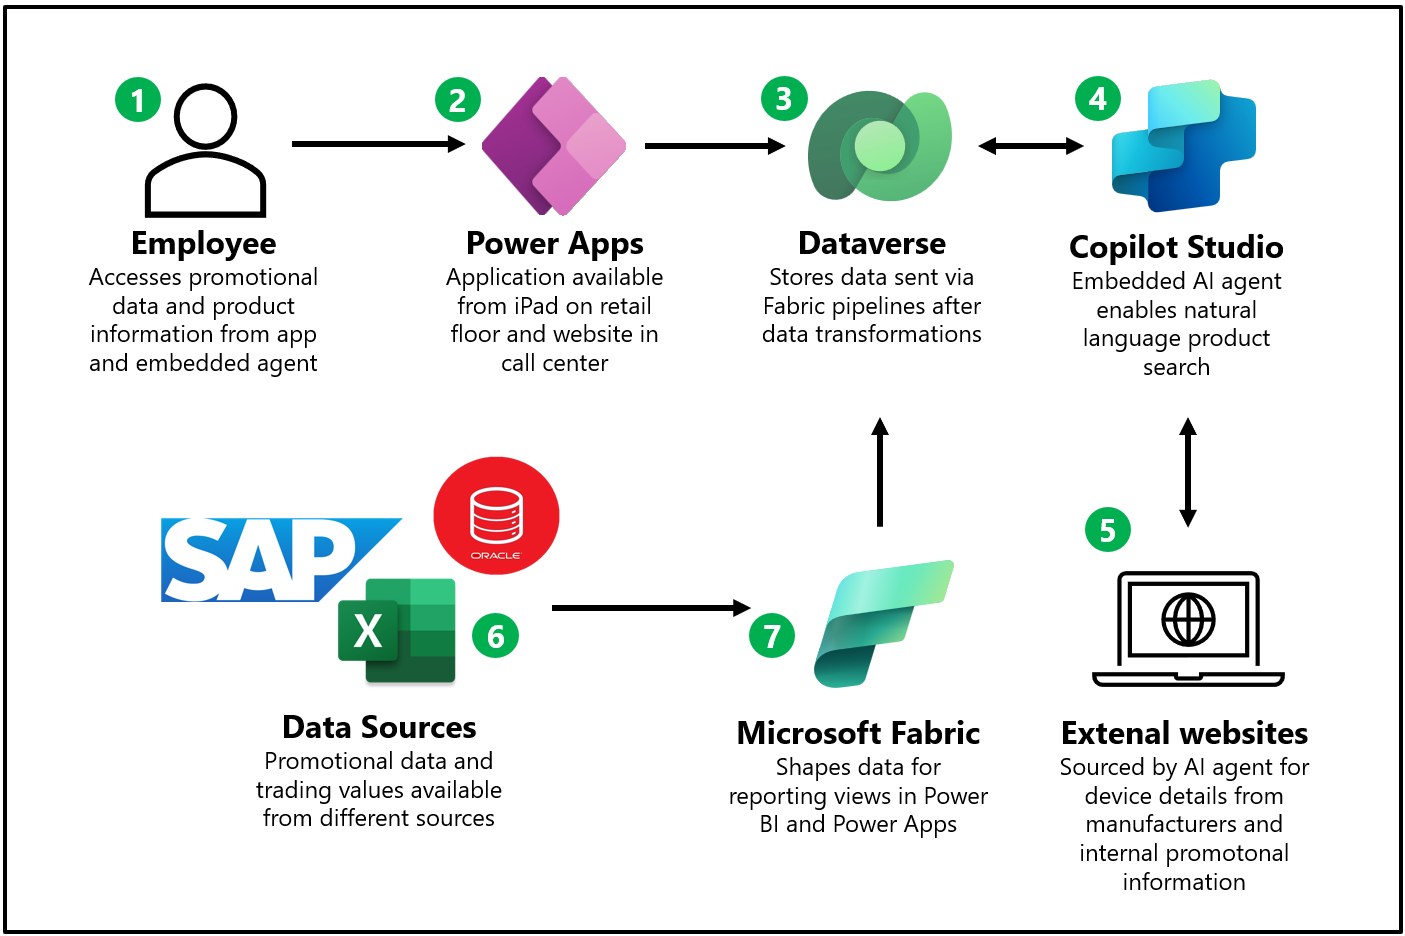 1
Employee
Accesses promotional
data and product
information from app
and embedded agent
2
Power Apps
Application available
from iPad on retail
floor and website in
call center
3
Dataverse
Stores data sent via
Fabric pipelines after
data transformations
4
Copilot Studio
Embedded AI agent
enables natural
language product
search
SAP
ORACLE
X
6
Data Sources
Promotional data and
trading values available
from different sources
7
Microsoft Fabric
Shapes data for
reporting views in Power
BI and Power Apps
5
Extenal websites
Sourced by AI agent for
device details from
manufacturers and
internal promotonal
information